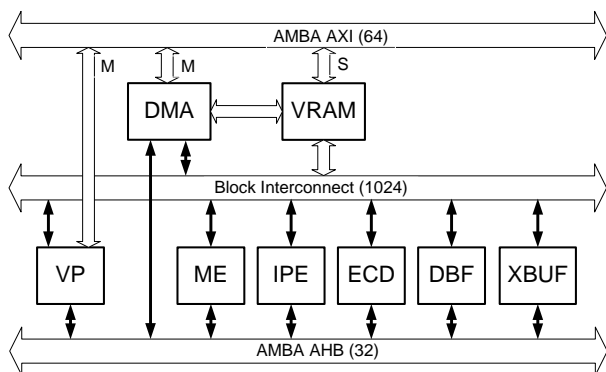 AMBA AXI (64)
M
M
S
DMA
VRAM
Block Interconnect (1024)
VP
ME
IPE
ECD
DBF
XBUF
AMBA AHB (32)